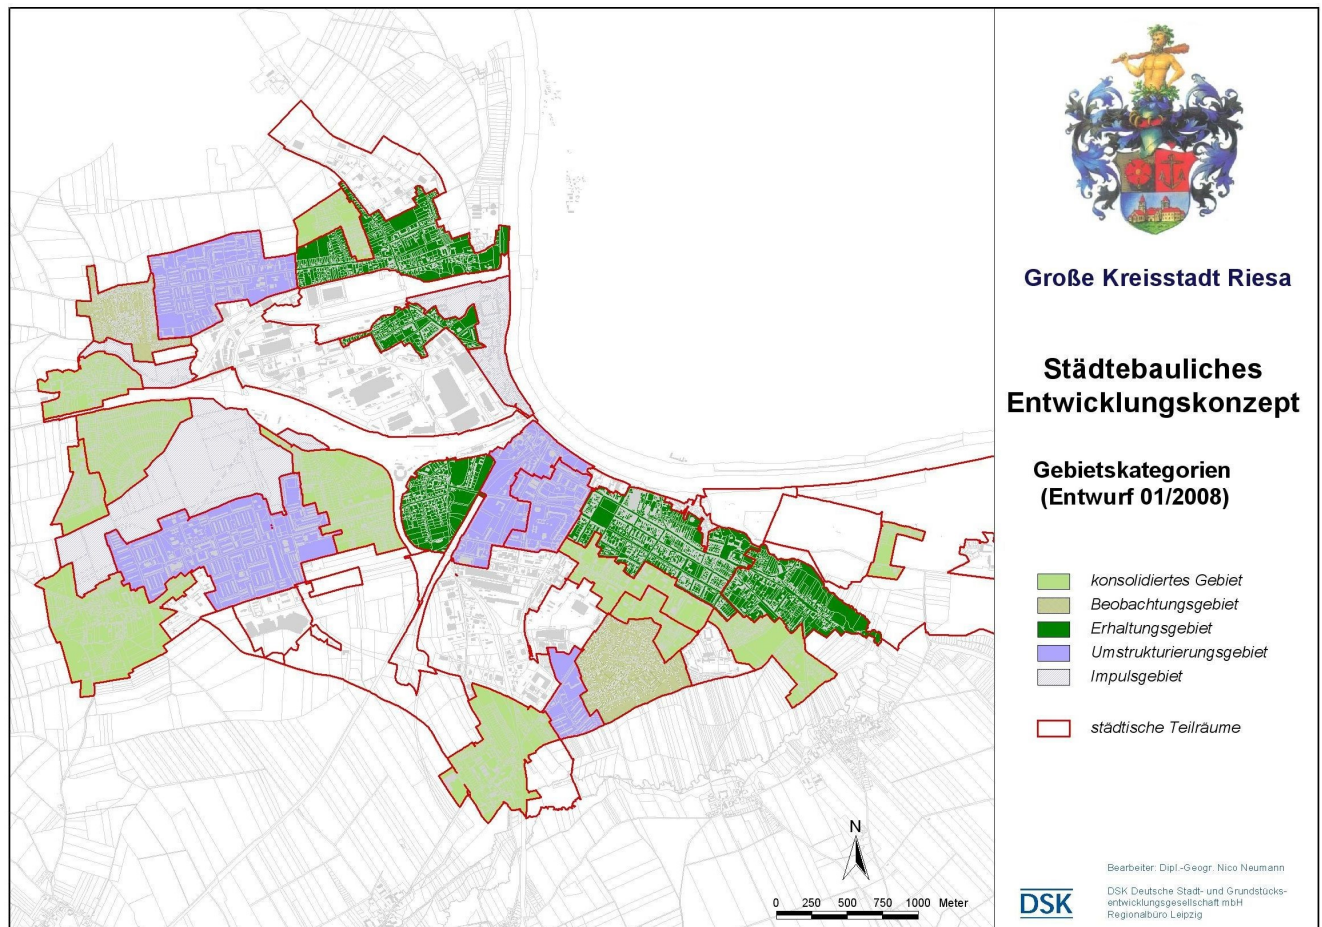 Große Kreisstadt Riesa
Städtebauliches
Entwicklungskonzept
Gebietskategorien
(Entwurf 01/2008)
konsolidiertes Gebiet
Beobachtungsgebiet
Erhaltungsgebiet
Umstrukturierungsgebiet
Impulsgebiet
städtische Teilräume
N
0 250 500 750 1000 Meter
Bearbeiter: Dipl.-Geogr. Nico Neumann
DSK
DSK Deutsche Stadt- und Grundstücks-
entwicklungsgesellschaft mbH
Regionalbüro Leipzig